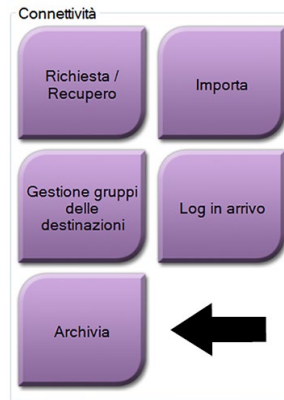 Connettività
Richiesta /
Recupero
Importa
Gestione gruppi
delle
destinazioni
Log in arrivo
Archivia